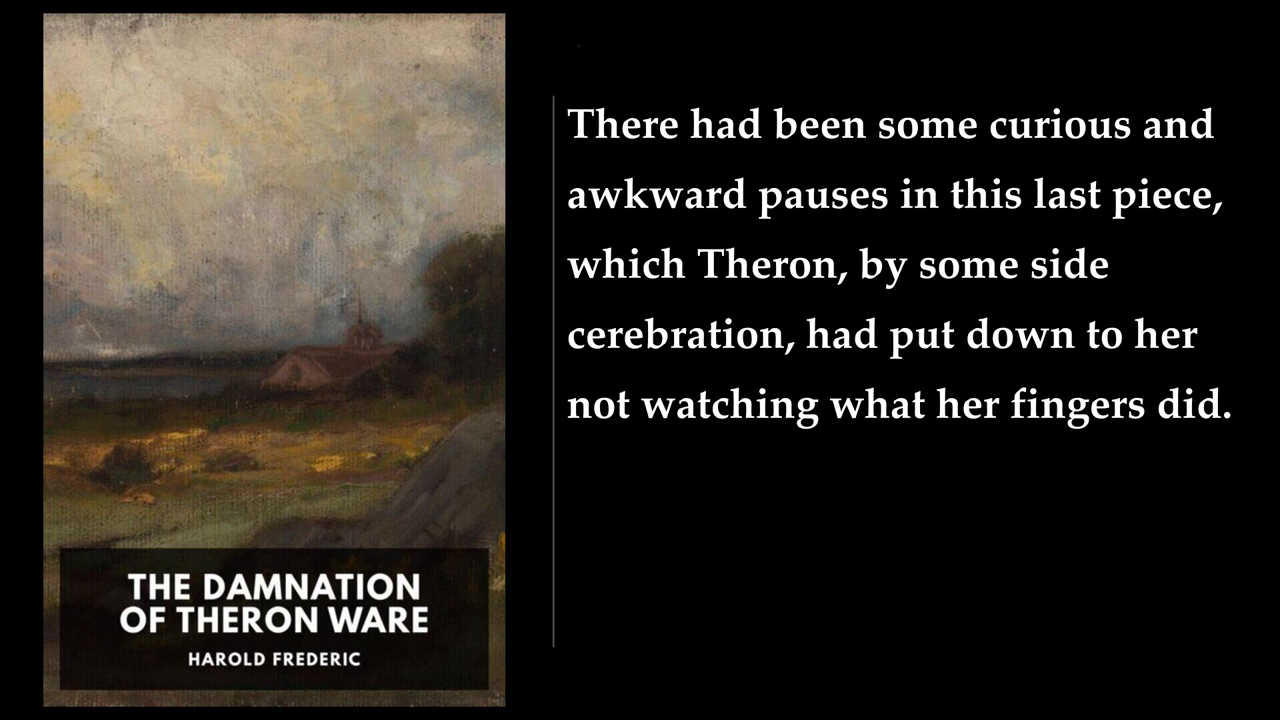 THE DAMNATION
OF THERON WARE
HAROLD FREDERIC
There had been some curious and
awkward pauses in this last piece,
which Theron, by some side
cerebration, had put down to her
not watching what her fingers did.